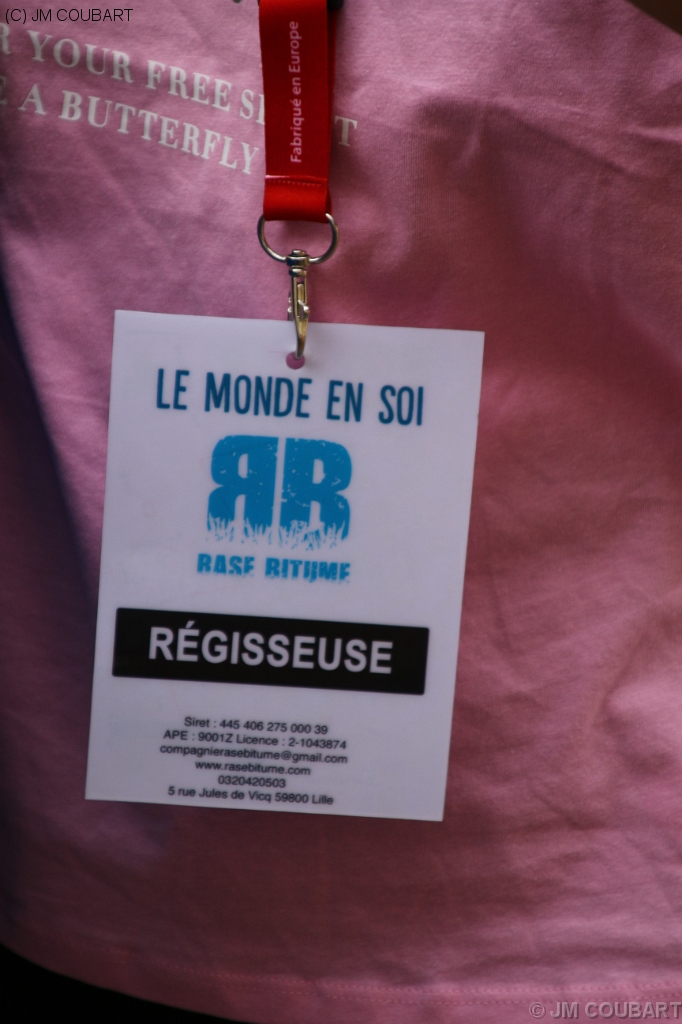 (C) JM COUBART
R YOUR FREE S T
E A BUTTERFLY
Fabriqué en Europe
LE MONDE EN SOI
RB
RASE BITUME
RÉGISSEUSE
Siret : 445 406 275 000 39
APE : 9001Z Licence : 2-1043874
compagnierasebitume@gmail.com
www.rasebitume.com
0320420503
5 rue Jules de Vicq 59800 Lille
© JM COUBART